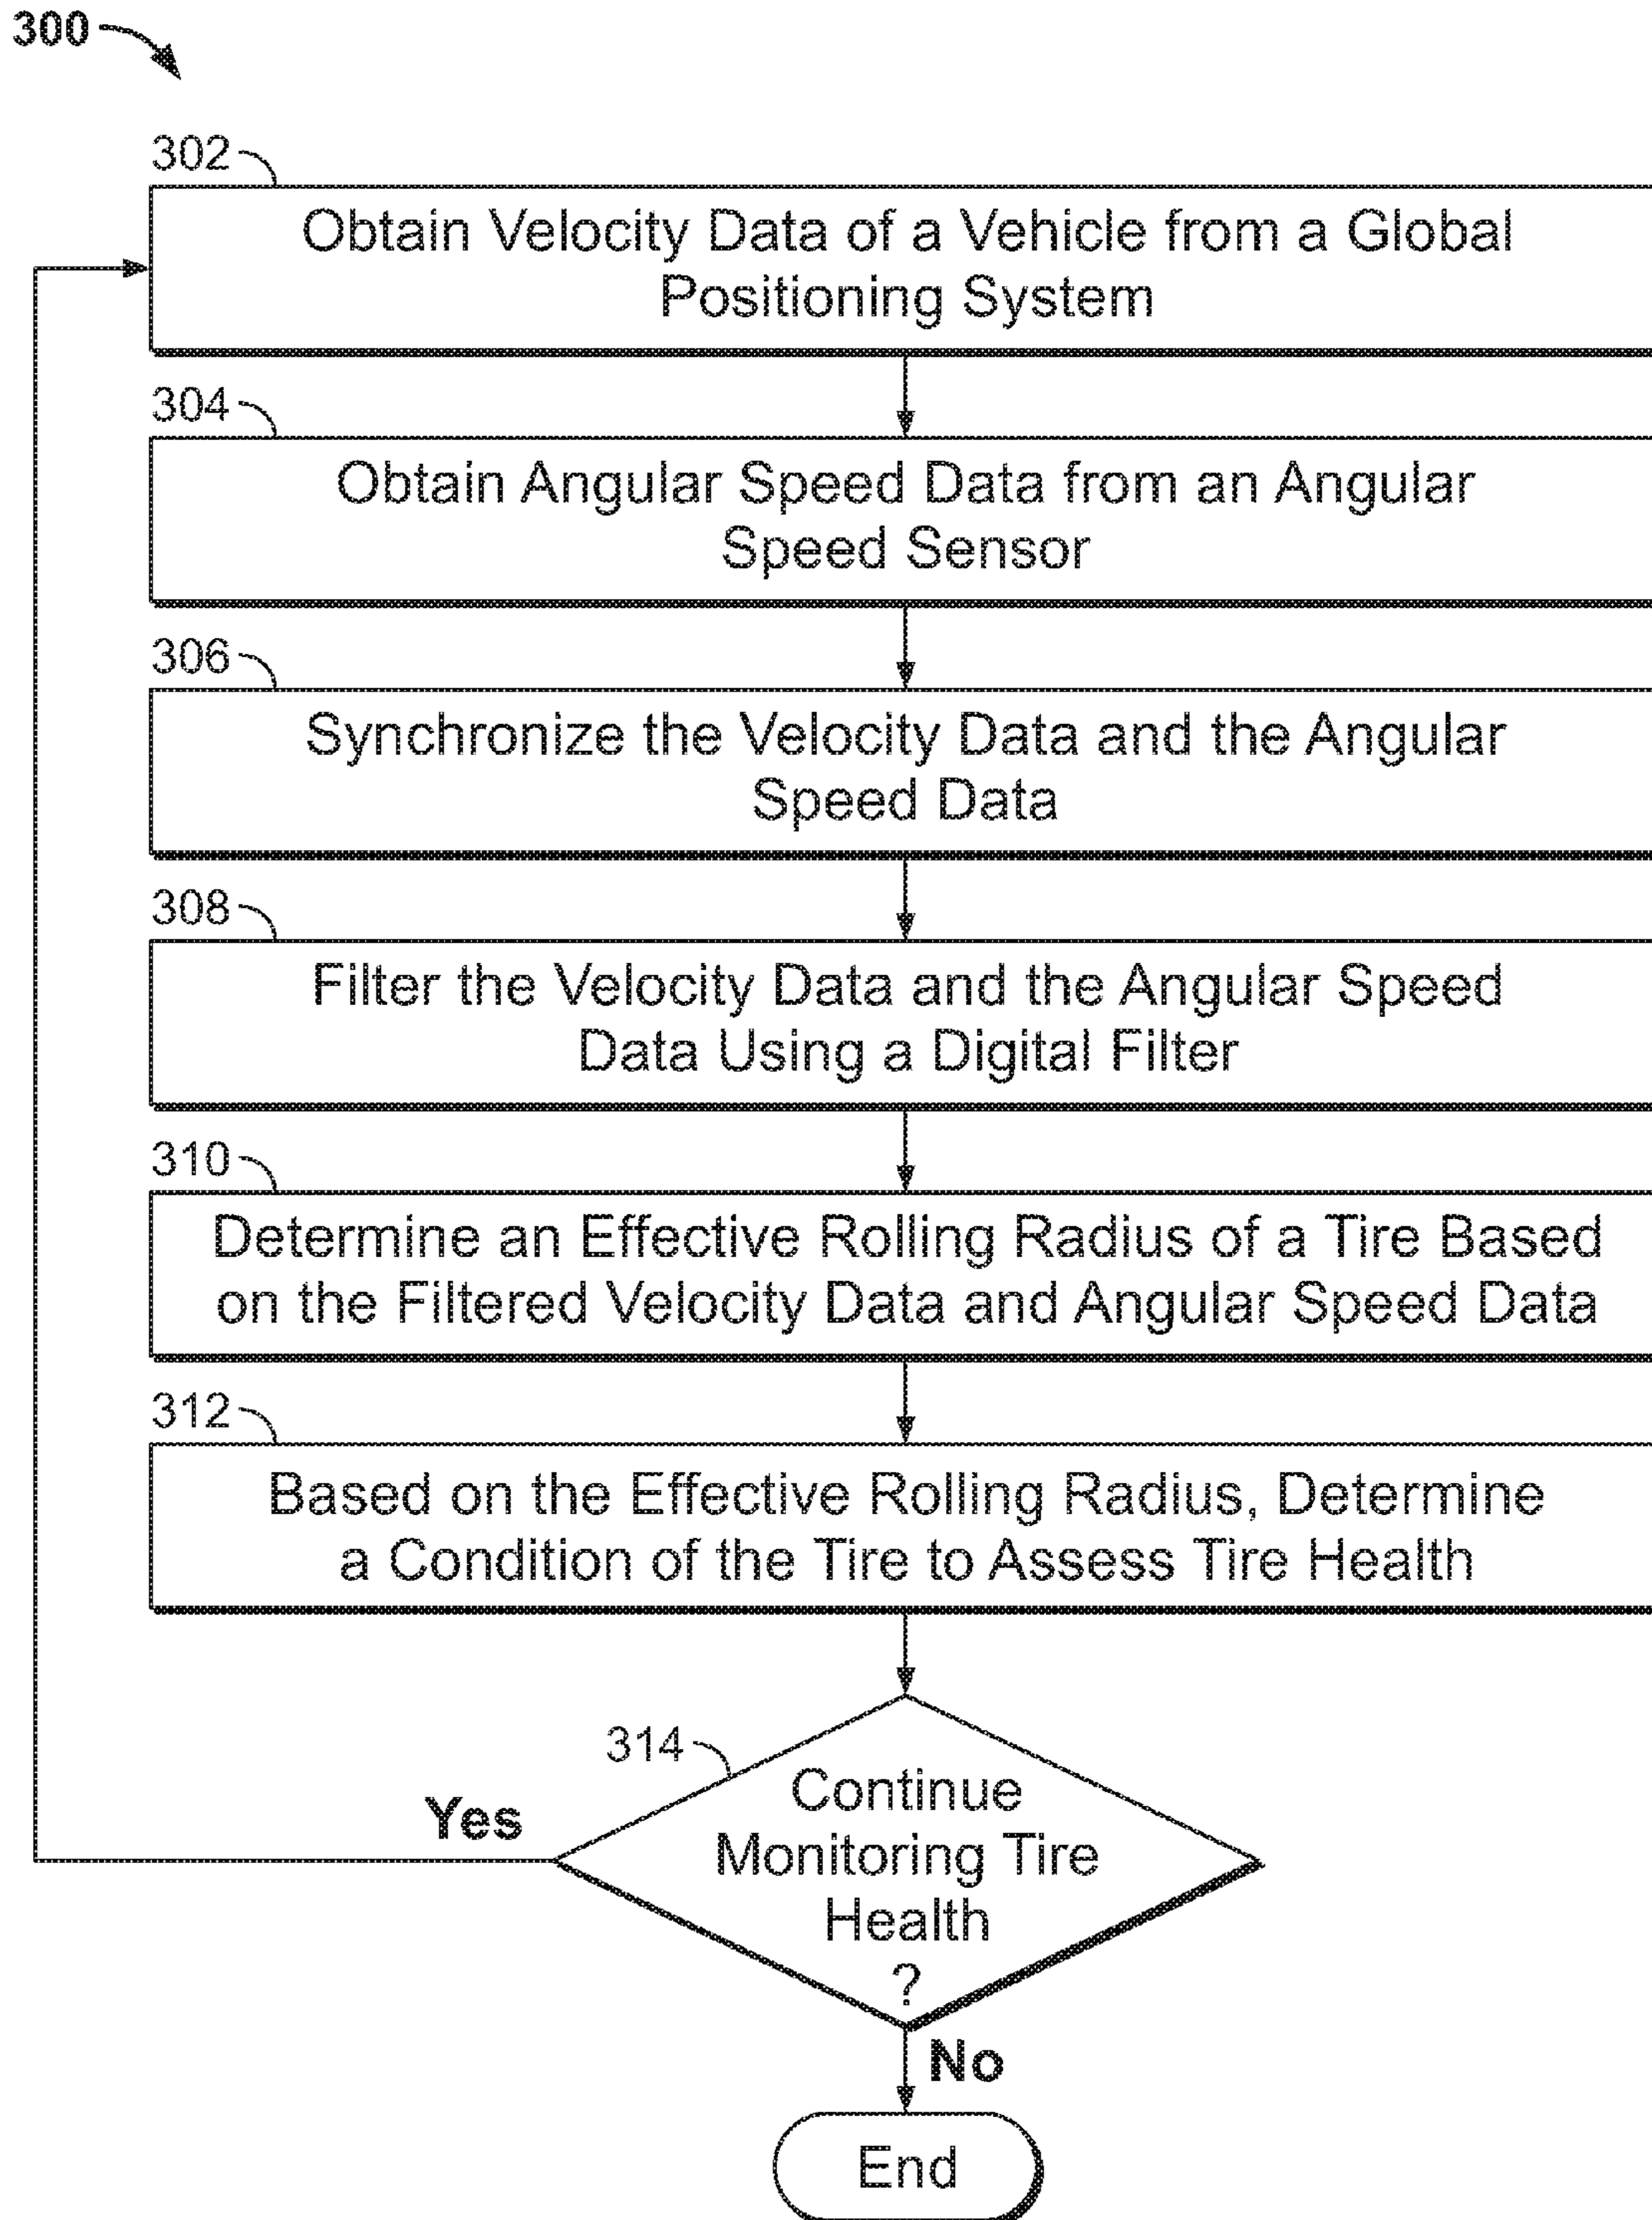 300
302
Obtain Velocity Data of a Vehicle from a Global
Positioning System
304
Obtain Angular Speed Data from an Angular
Speed Sensor
306
Synchronize the Velocity Data and the Angular
Speed Data
308
Filter the Velocity Data and the Angular Speed
Data Using a Digital Filter
310
Determine an Effective Rolling Radius of a Tire Based
on the Filtered Velocity Data and Angular Speed Data
312
Based on the Effective Rolling Radius, Determine
a Condition of the Tire to Assess Tire Health
314
Continue
Monitoring Tire
Health
?
Yes
No
End